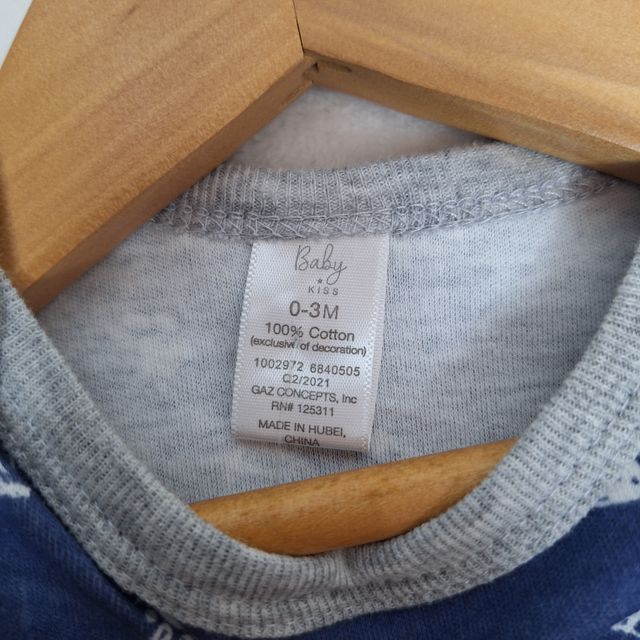 Baby
KISS
0-3M
100% Cotton
(exclusive of decoration)
1002972 6840505
Q2/2021
GAZ CONCEPTS, Inc
RN# 125311
MADE IN HUBEI,
CHINA